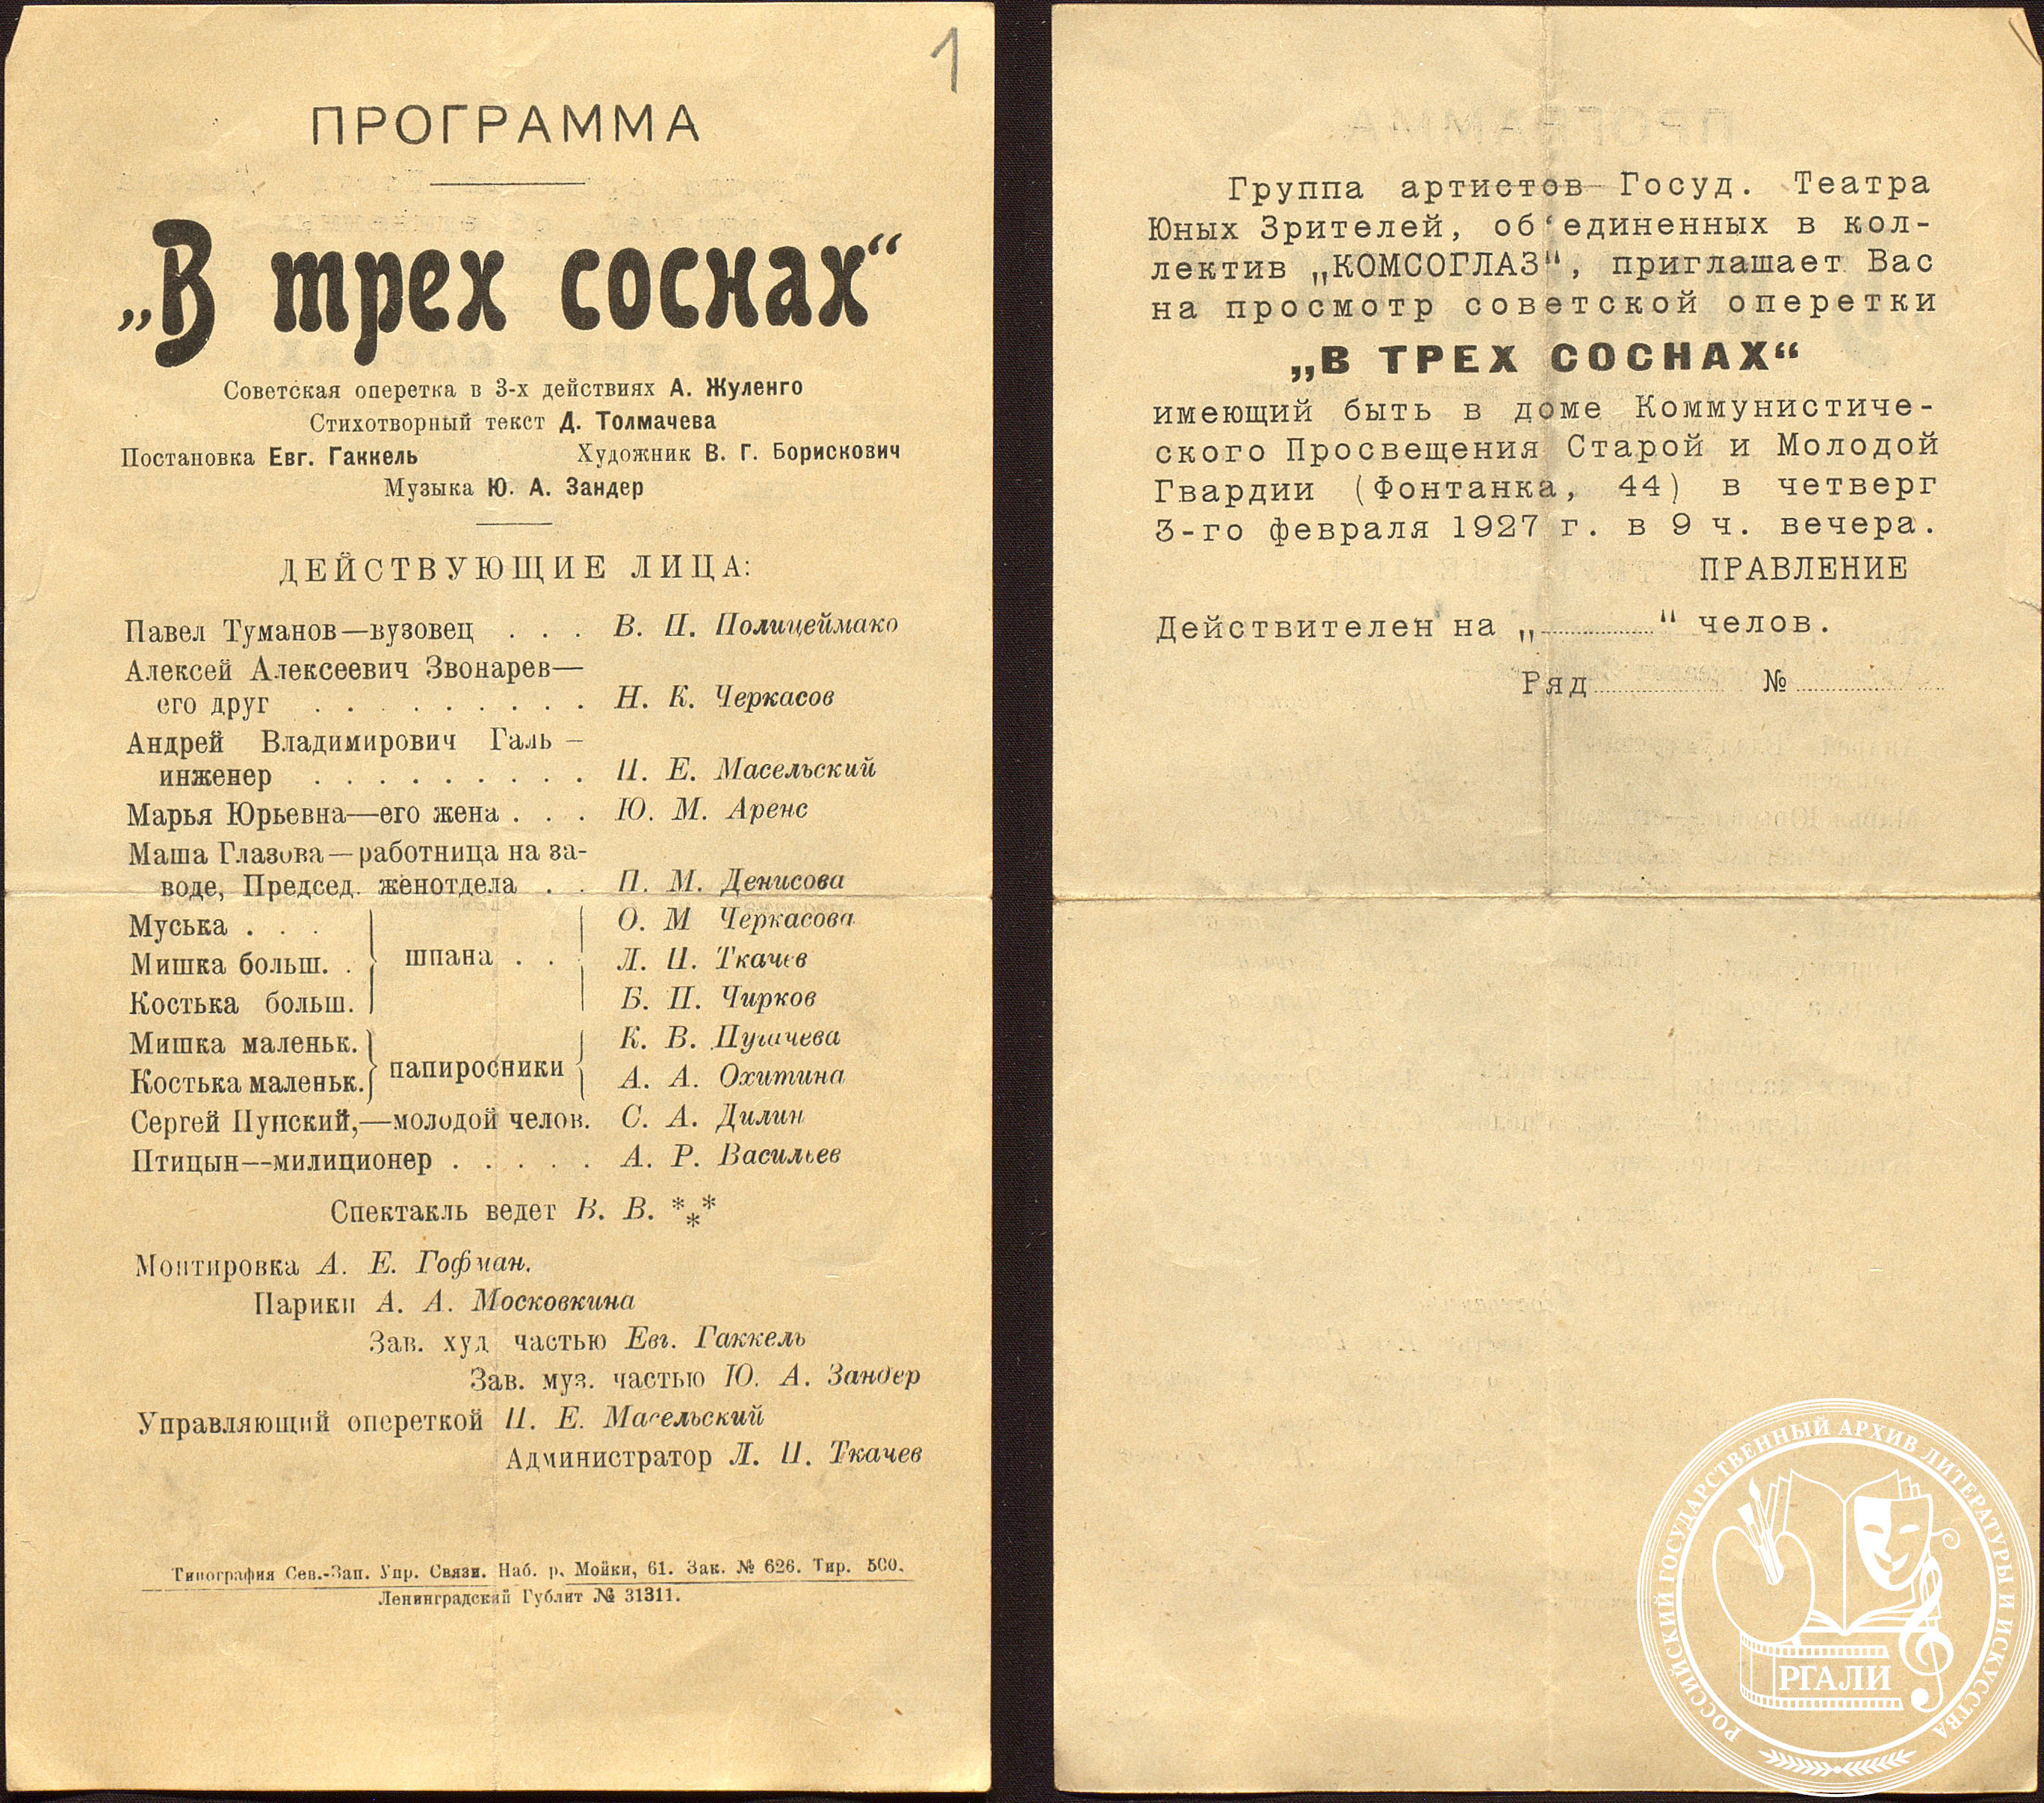 1
ПРОГРАММА
„В трех соснах“
Советская оперетка в 3-х действиях А. Жуленго
Стихотворный текст Д. Толмачева
Постановка Евг. Гаккель Художник В. Г. Борискович
Музыка Ю. А. Зандер
ДЕЙСТВУЮЩИЕ ЛИЦА:
Павел Туманов—вузовец . . . В. П. Полицеймако
Алексей Алексеевич Звонарев—
его друг . . . . . . . . . Н. К. Черкасов
Андрей Владимирович Галь —
инженер . . . . . . . . . И. Е. Масельский
Марья Юрьевна—его жена . . . Ю. М. Аренс
Маша Глазова—работница на за-
воде, Председ. женотдела . . П. М. Денисова
Муська . . . О. М Черкасова
Мишка больш. . шпана . . Л. И. Ткачев
Костька больш. Б. П. Чирков
Мишка маленьк. К. В. Пугачева
папиросники
Костька маленьк. А. А. Охитина
Сергей Пунский,—молодой челов. С. А. Дилин
Птицын—милиционер . . . . . А. Р. Васильев
Спектакль ведет В. В. ***
Монтировка А. Е. Гофман.
Парики А. А. Московкина
Зав. худ частью Евг. Гаккель
Зав. муз. частью Ю. А. Зандер
Управляющий опереткой И. Е. Масельский
Администратор Л. И. Ткачев
Типография Сев.-Зап. Упр. Связи. Наб. р. Мойки, 61. Зак. № 626. Тир. 500.
Ленинградский Гублит № 31311.
Группа артистов Госуд. Театра
Юных Зрителей, об‘единенных в кол-
лектив „КОМСОГЛАЗ“, приглашает Вас
на просмотр советской оперетки
„В ТРЕХ СОСНАХ“
имеющий быть в доме Коммунистиче-
ского Просвещения Старой и Молодой
Гвардии (Фонтанка, 44) в четверг
3-го февраля 1927 г. в 9 ч. вечера.
ПРАВЛЕНИЕ
Действителен на „..........“ челов.
Ряд.......... №..........
РОССИЙСКИЙ ГОСУДАРСТВЕННЫЙ АРХИВ ЛИТЕРАТУРЫ И ИСКУССТВА
РГАЛИ